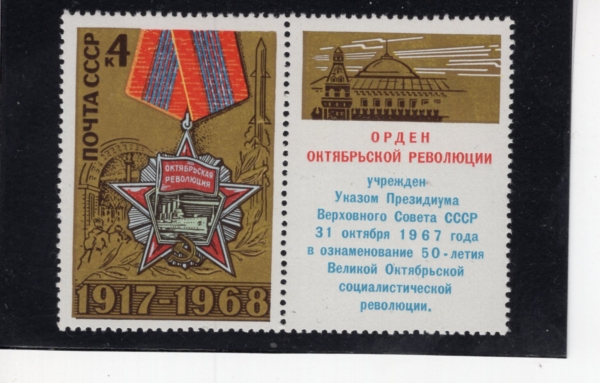 ПОЧТА СССР
4
К
ОКТЯБРЬСКАЯ
РЕВОЛЮЦИЯ
1917-1968
ОРДЕН
ОКТЯБРЬСКОЙ РЕВОЛЮЦИИ
учрежден
Указом Президиума
Верховного Совета СССР
31 октября 1967 года
в ознаменование 50-летия
Великой Октябрьской
социалистической
революции.